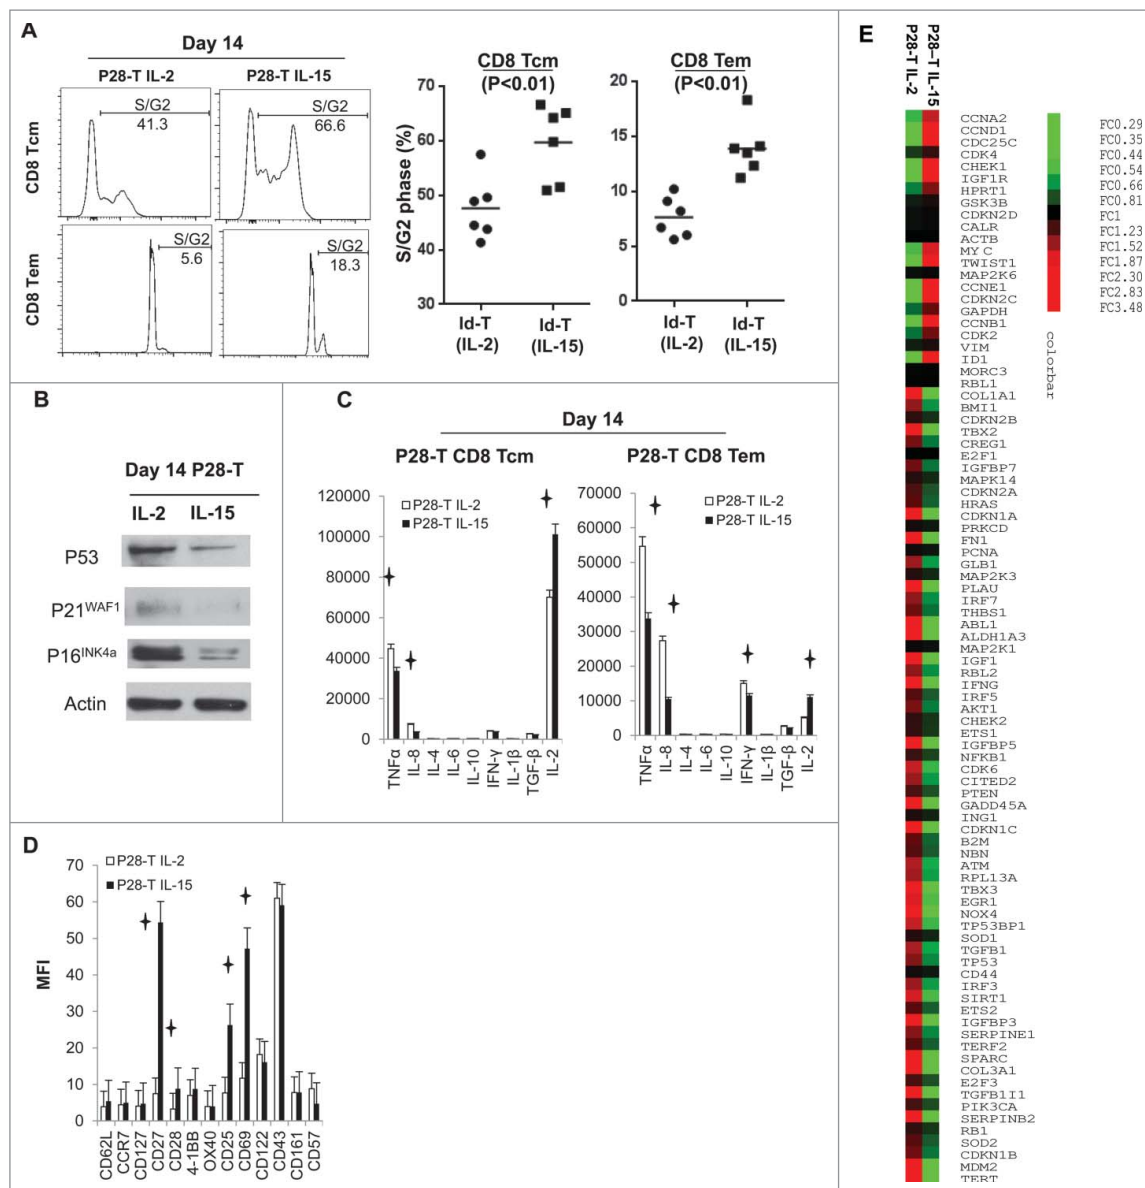 A
Day 14
P28-T IL-2
P28-T IL-15
CD8 Tcm
S/G2
41.3
S/G2
66.6
CD8 Tem
S/G2
5.6
S/G2
18.3
CD8 Tcm
(P<0.01)
S/G2 phase (%)
70
60
50
40
30
Id-T
(IL-2)
Id-T
(IL-15)
CD8 Tem
(P<0.01)
20
15
10
5
0
Id-T
(IL-2)
Id-T
(IL-15)
B
Day 14 P28-T
IL-2 IL-15
P53
P21WAF1
P16INK4a
Actin
C
Day 14
P28-T CD8 Tcm
P28-T IL-2
P28-T IL-15
120000
100000
80000
60000
40000
20000
0
TNFα
IL-8
IL-4
IL-6
IL-10
IFN-γ
IL-1β
TGF-β
IL-2
P28-T CD8 Tem
P28-T IL-2
P28-T IL-15
70000
60000
50000
40000
30000
20000
10000
0
TNFα
IL-8
IL-4
IL-6
IL-10
IFN-γ
IL-1β
TGF-β
IL-2
D
P28-T IL-2
P28-T IL-15
MFI
70
60
50
40
30
20
10
0
CD62L
CCR7
CD127
CD27
CD28
4-1BB
OX40
CD25
CD69
CD122
CD43
CD161
CD57
E
P28-T IL-2
P28-T IL-15
CCNA2
CCND1
CDC25C
CDK4
CHEK1
IGF1R
HPRT1
GSK3B
CDKN2D
CALR
ACTB
MYC
TWIST1
MAP2K6
CCNE1
CDKN2C
GAPDH
CCNB1
CDK2
VIM
ID1
MORC3
RBL1
COL1A1
BMI1
CDKN2B
TBX2
CREG1
E2F1
IGFBP7
MAPK14
CDKN2A
HRAS
CDKN1A
PRKCD
FN1
PCNA
GLB1
MAP2K3
PLAU
IRF7
THBS1
ABL1
ALDH1A3
MAP2K1
IGF1
RBL2
IFNG
IRF5
AKT1
CHEK2
ETS1
IGFBP5
NFKB1
CDK6
CITED2
PTEN
GADD45A
ING1
CDKN1C
B2M
NBN
ATM
RPL13A
TBX3
EGR1
NOX4
TP53BP1
SOD1
TGFB1
TP53
CD44
IRF3
SIRT1
ETS2
IGFBP3
SERPINE1
TERF2
SPARC
COL3A1
E2F3
TGFB1I1
PIK3CA
SERPINB2
RB1
SOD2
CDKN1B
MDM2
TERT
FC0.29
FC0.35
FC0.44
FC0.54
FC0.66
FC0.81
FC1
FC1.23
FC1.52
FC1.87
FC2.30
FC2.83
FC3.48
colorbar